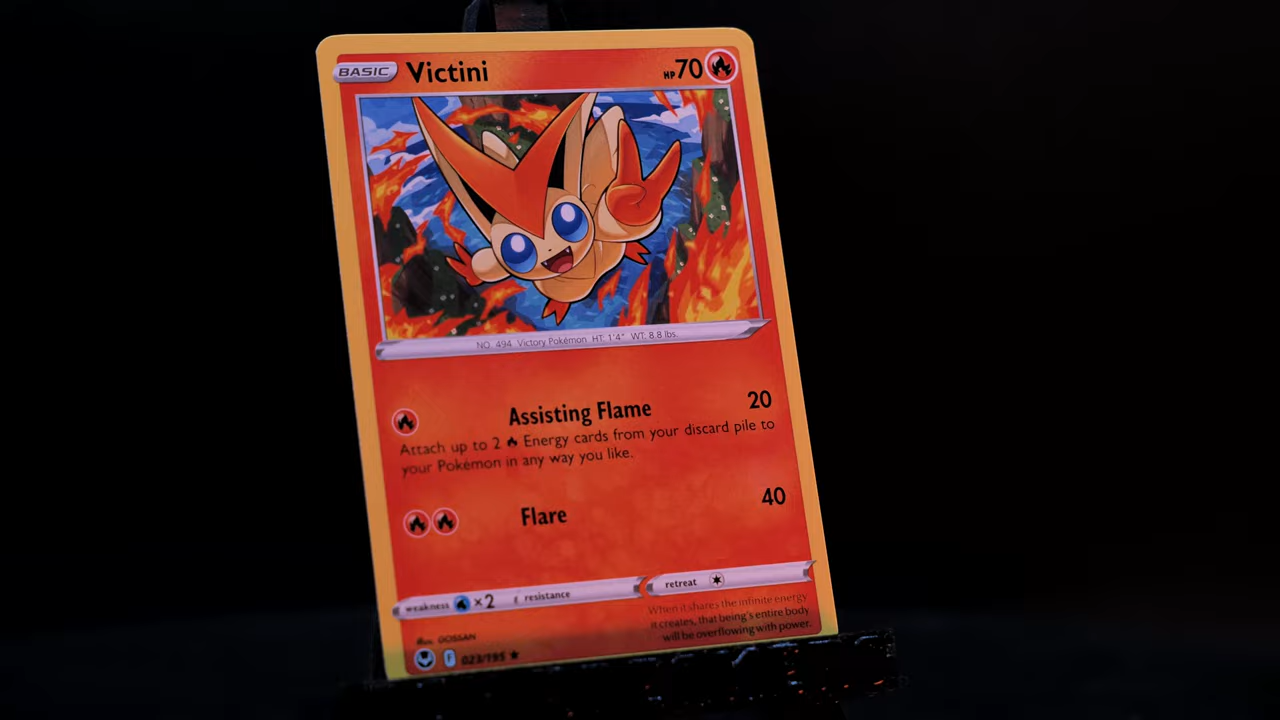 BASIC Victini HP 70
NO. 494 Victory Pokémon HT: 1'4" WT: 8.8 lbs.
Assisting Flame 20
Attach up to 2 Energy cards from your discard pile to
your Pokémon in any way you like.
Flare 40
weakness ×2 resistance retreat
When it shares the infinite energy
it creates, that being's entire body
will be overflowing with power.
illus. GOSSAN
F 023/195